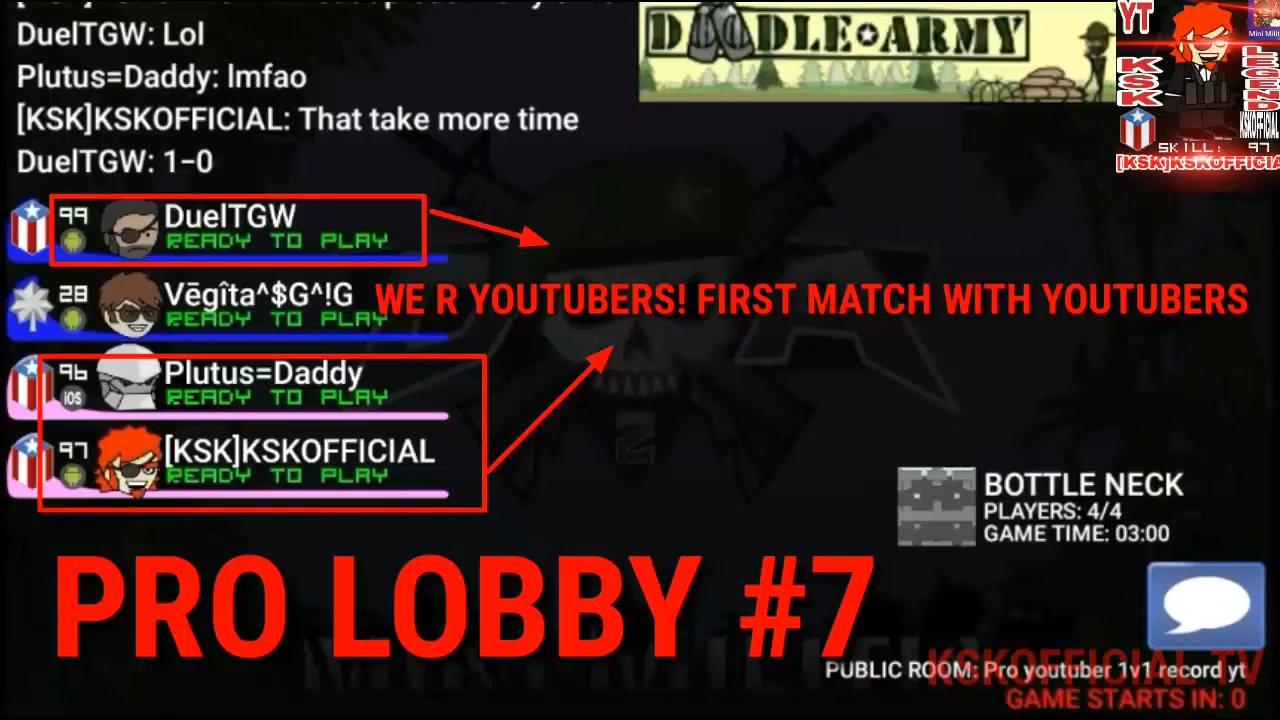 DuelTGW: Lol
Plutus=Daddy: lmfao
[KSK]KSKOFFICIAL: That take more time
DuelTGW: 1-0
DOODLE ARMY
YT
KSK
LEGEND
KSKOFFICIAL
Mini Milit
SKILL: 97
[KSK]KSKOFFICIA
99 DuelTGW
READY TO PLAY
28 Vēgîta^$G^!G
READY TO PLAY
WE R YOUTUBERS! FIRST MATCH WITH YOUTUBERS
96 Plutus=Daddy
iOS READY TO PLAY
97 [KSK]KSKOFFICIAL
READY TO PLAY
BOTTLE NECK
PLAYERS: 4/4
GAME TIME: 03:00
PRO LOBBY #7
KSKOFFICIAL TV
PUBLIC ROOM: Pro youtuber 1v1 record yt
GAME STARTS IN: 0